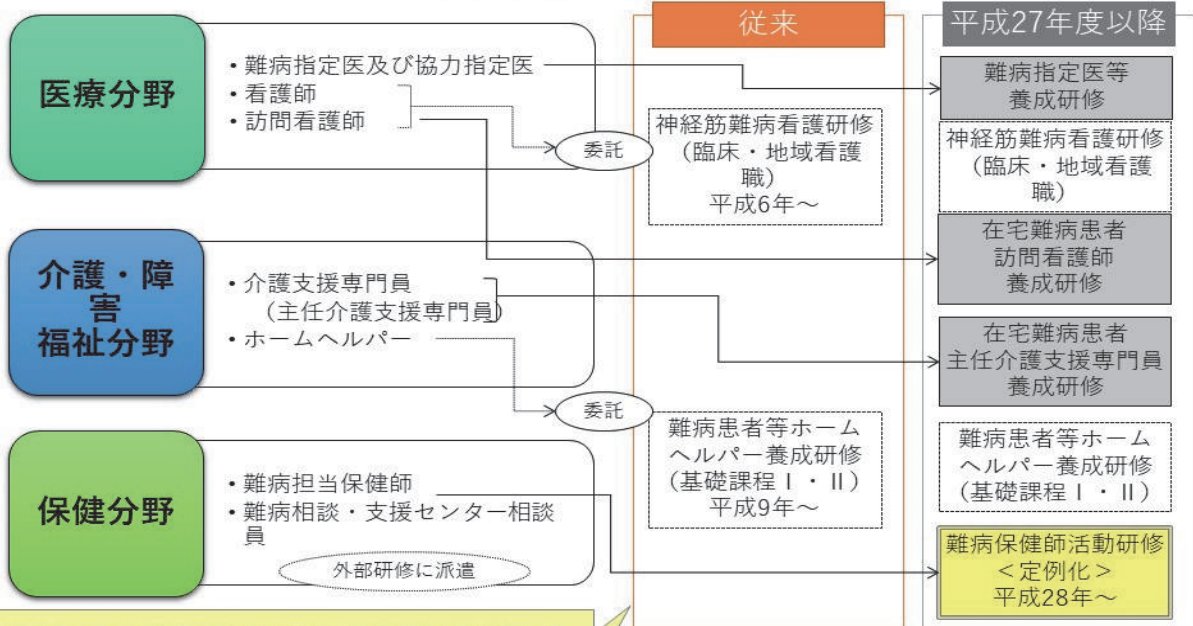 医療分野
・難病指定医及び協力指定医
・看護師
・訪問看護師
委託
介護・障
害
福祉分野
・介護支援専門員
（主任介護支援専門員）
・ホームヘルパー
委託
保健分野
・難病担当保健師
・難病相談・支援センター相談
員
外部研修に派遣
従来
神経筋難病看護研修
（臨床・地域看護
職）
平成6年～
難病患者等ホーム
ヘルパー養成研修
（基礎課程Ⅰ・Ⅱ）
平成9年～
平成27年度以降
難病指定医等
養成研修
神経筋難病看護研修
（臨床・地域看護
職）
在宅難病患者
訪問看護師
養成研修
在宅難病患者
主任介護支援専門員
養成研修
難病患者等ホーム
ヘルパー養成研修
（基礎課程Ⅰ・Ⅱ）
難病保健師活動研修
＜定例化＞
平成28年～